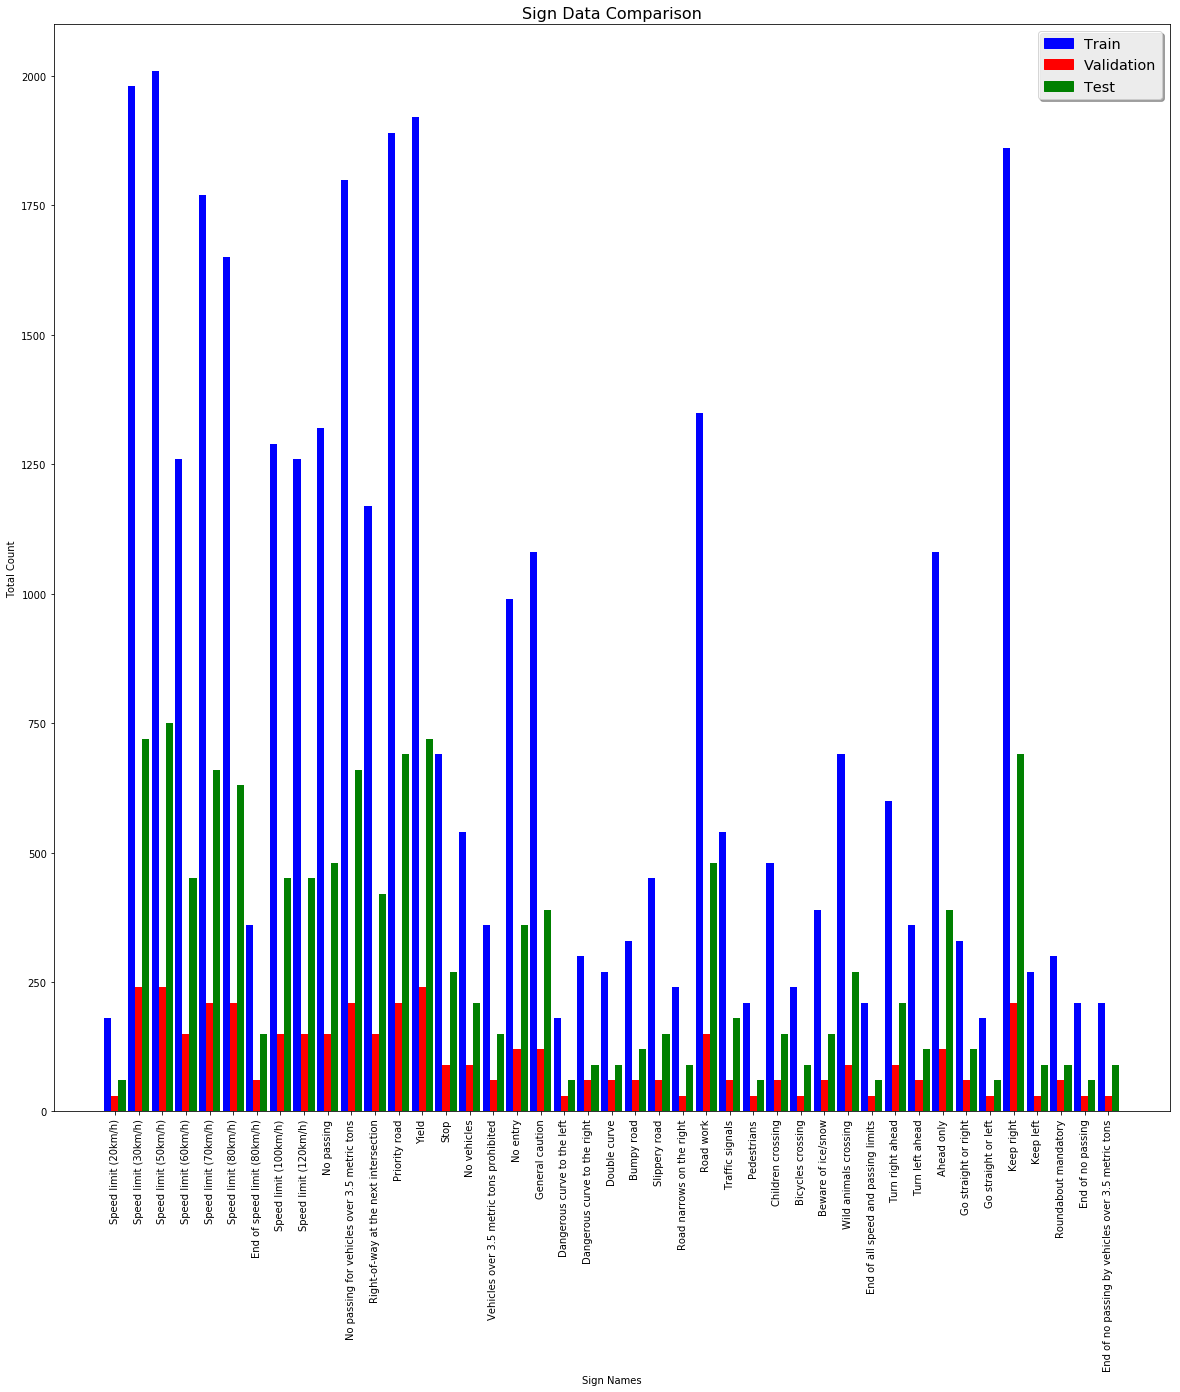 Sign Data Comparison
Train
Validation
Test
2000
1750
1500
1250
1000
750
500
250
0
Total Count
Speed limit (20km/h)
Speed limit (30km/h)
Speed limit (50km/h)
Speed limit (60km/h)
Speed limit (70km/h)
Speed limit (80km/h)
End of speed limit (80km/h)
Speed limit (100km/h)
Speed limit (120km/h)
No passing
No passing for vehicles over 3.5 metric tons
Right-of-way at the next intersection
Priority road
Yield
Stop
No vehicles
Vehicles over 3.5 metric tons prohibited
No entry
General caution
Dangerous curve to the left
Dangerous curve to the right
Double curve
Bumpy road
Slippery road
Road narrows on the right
Road work
Traffic signals
Pedestrians
Children crossing
Bicycles crossing
Beware of ice/snow
Wild animals crossing
End of all speed and passing limits
Turn right ahead
Turn left ahead
Ahead only
Go straight or right
Go straight or left
Keep right
Keep left
Roundabout mandatory
End of no passing
End of no passing by vehicles over 3.5 metric tons
Sign Names